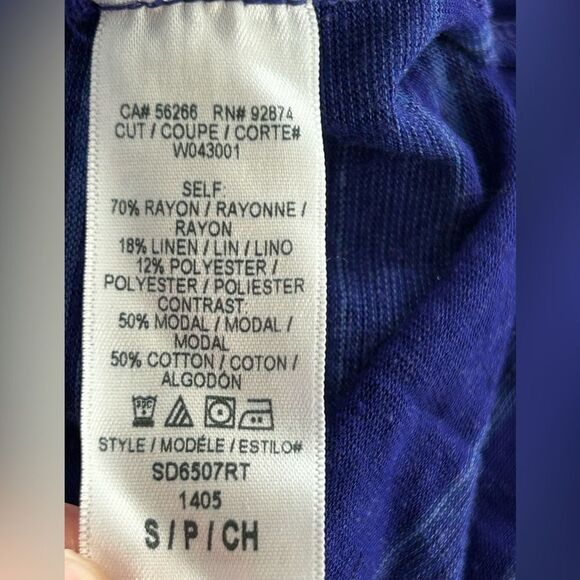 CA# 56266 RN# 92874
CUT / COUPE / CORTE#
W043001
SELF:
70% RAYON / RAYONNE /
RAYON
18% LINEN / LIN / LINO
12% POLYESTER /
POLYESTER / POLIESTER
CONTRAST:
50% MODAL / MODAL /
MODAL
50% COTTON / COTON /
ALGODÓN
STYLE / MODÈLE / ESTILO#
SD6507RT
1405
S / P / CH